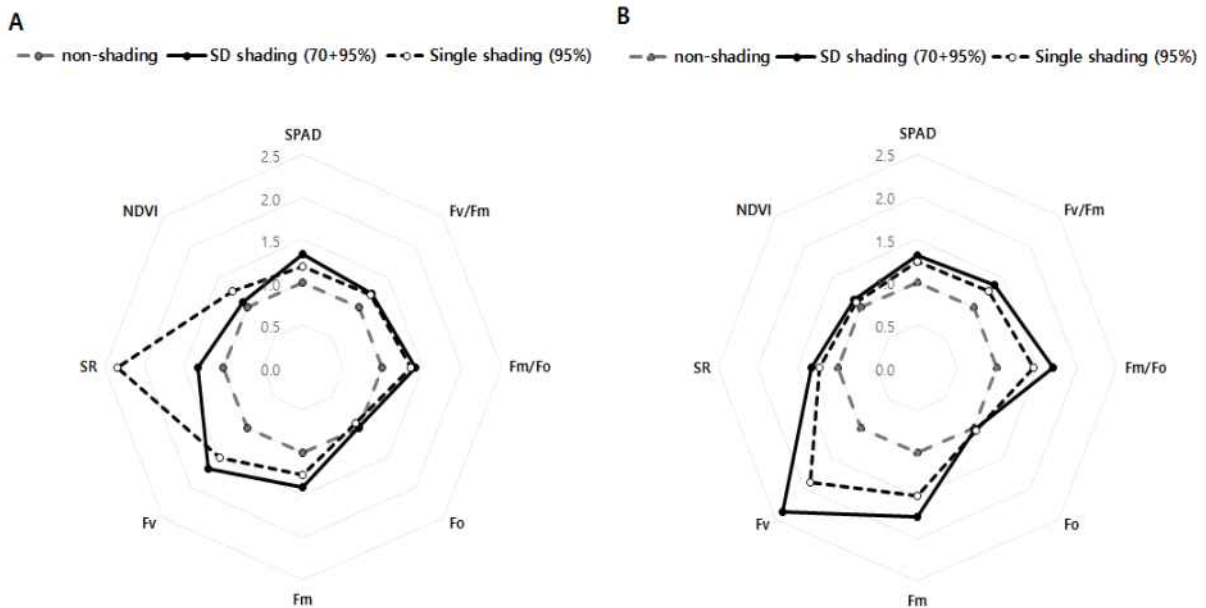 A
non-shading SD shading (70+95%) Single shading (95%)
SPAD
2.5
2.0
1.5
1.0
0.5
0.0
Fv/Fm
Fm/Fo
Fo
Fm
Fv
SR
NDVI
B
non-shading SD shading (70+95%) Single shading (95%)
SPAD
2.5
2.0
1.5
1.0
0.5
0.0
Fv/Fm
Fm/Fo
Fo
Fm
Fv
SR
NDVI